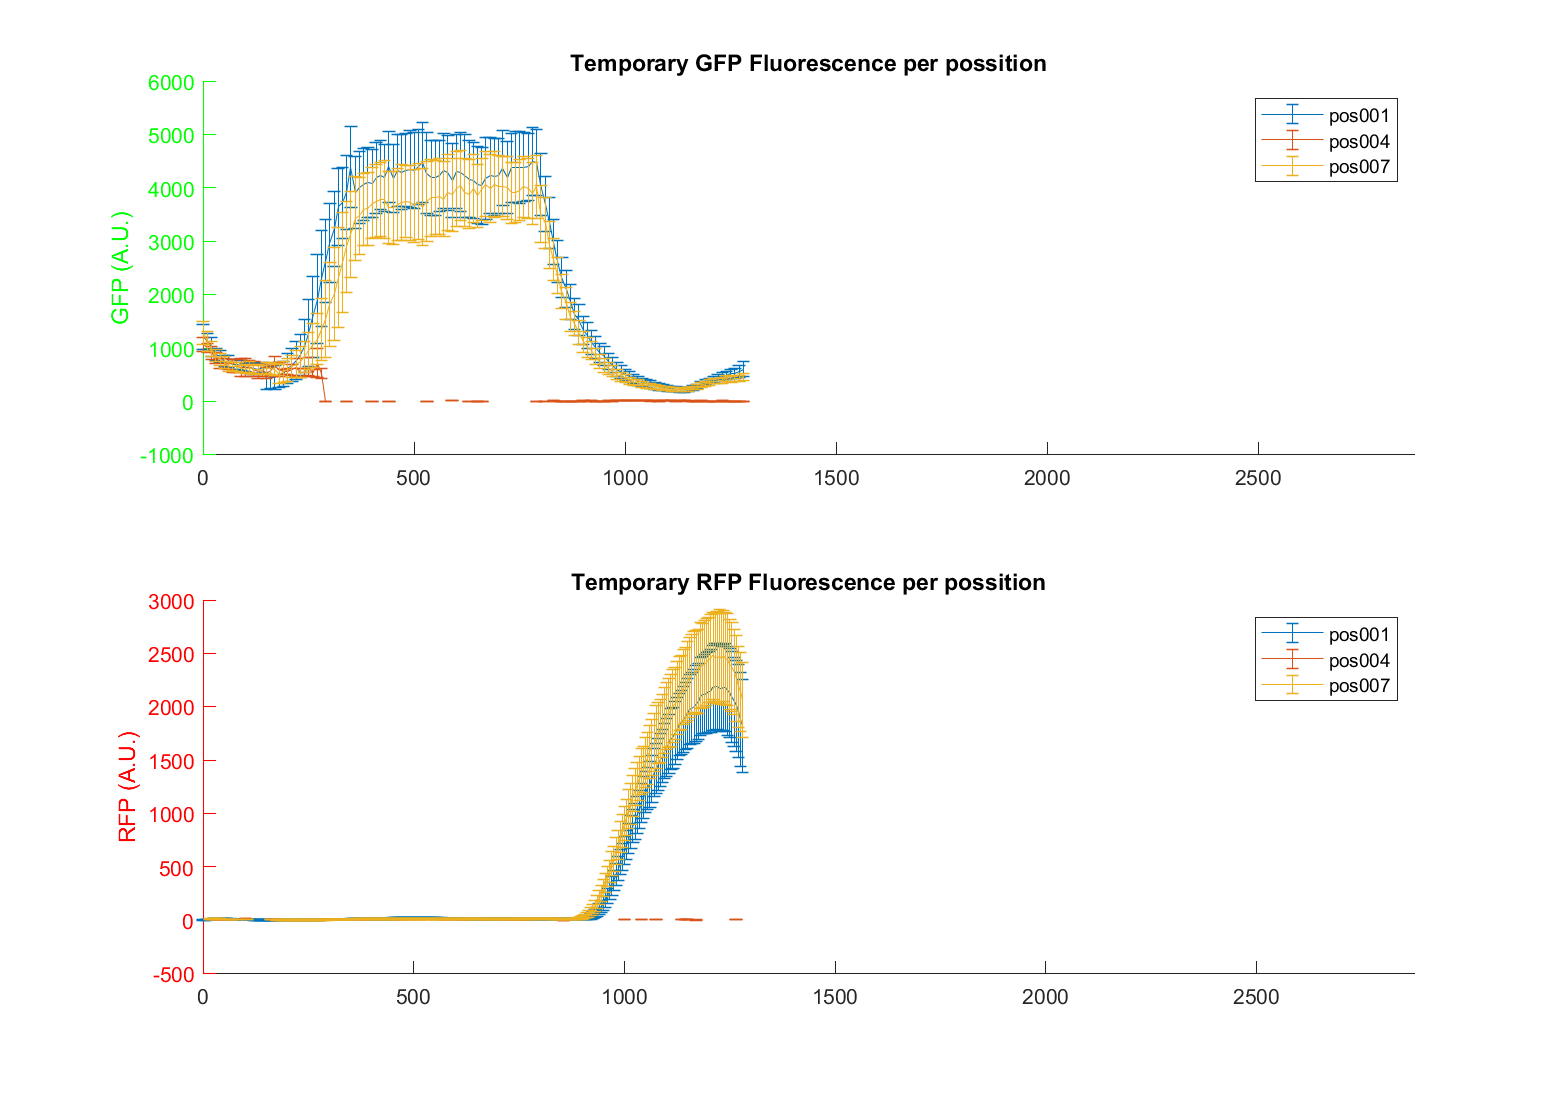 Temporary GFP Fluorescence per possition
6000
5000
4000
3000
2000
1000
0
-1000
GFP (A.U.)
0 500 1000 1500 2000 2500
pos001
pos004
pos007
Temporary RFP Fluorescence per possition
3000
2500
2000
1500
1000
500
0
-500
RFP (A.U.)
0 500 1000 1500 2000 2500
pos001
pos004
pos007